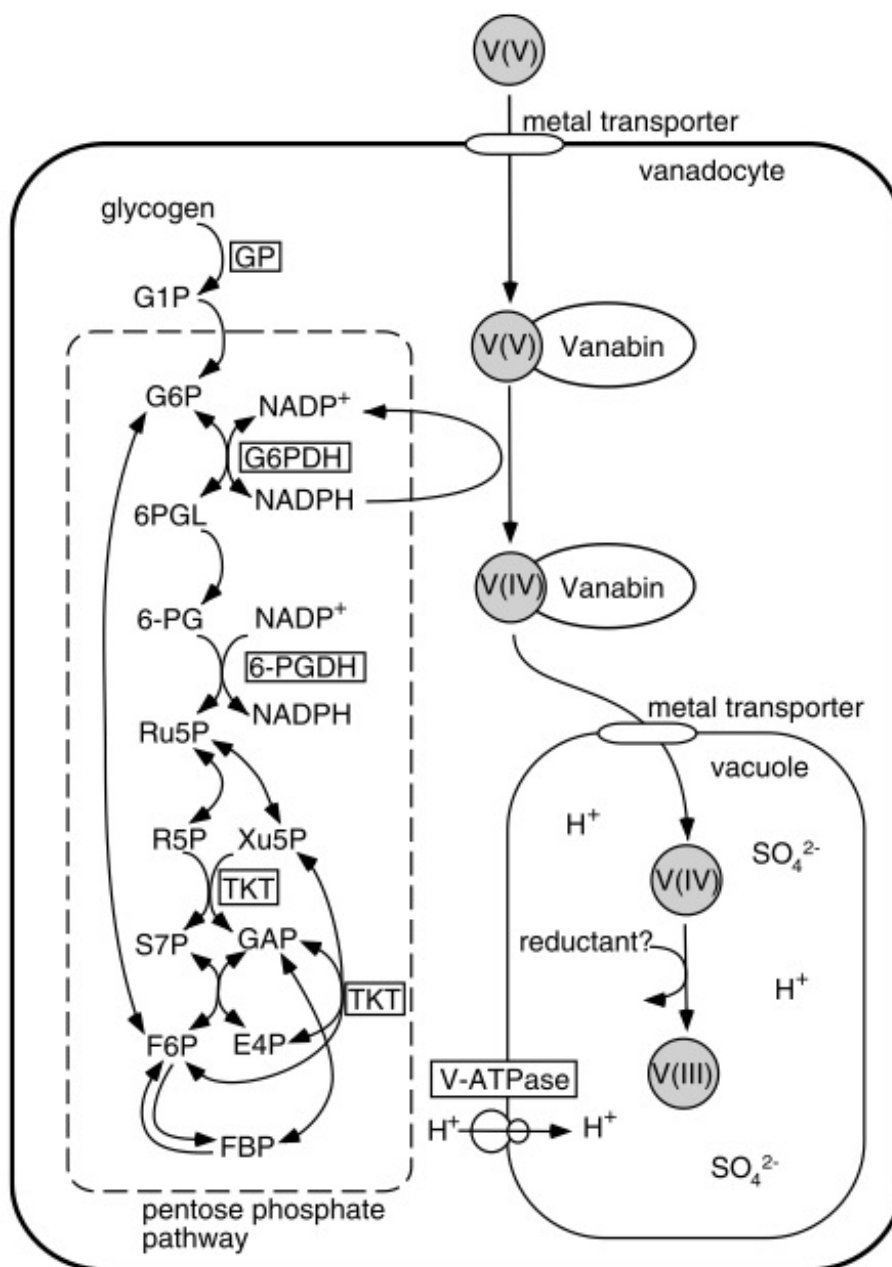 V(V)
metal transporter
vanadocyte
glycogen
GP
G1P
V(V) Vanabin
G6P
NADP⁺
G6PDH
NADPH
6PGL
V(IV) Vanabin
6-PG
NADP⁺
6-PGDH
NADPH
Ru5P
metal transporter
vacuole
R5P Xu5P
H⁺
SO₄²⁻
TKT
V(IV)
S7P GAP
reductant?
H⁺
TKT
F6P E4P
V(III)
V-ATPase
H⁺ H⁺
FBP
SO₄²⁻
pentose phosphate
pathway